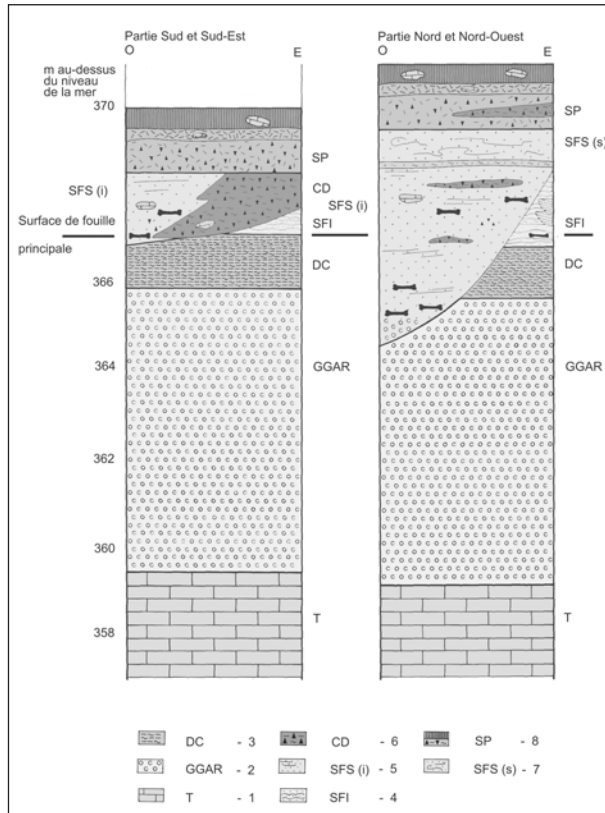 Partie Sud et Sud-Est
O E
m au-dessus
du niveau
de la mer
370
SP
SFS (i)
CD
Surface de fouille
SFI
principale
DC
366
364
GGAR
362
360
T
358
Partie Nord et Nord-Ouest
O E
SP
SFS (s)
SFS (i)
SFI
DC
GGAR
T
DC - 3 CD - 6 SP - 8
GGAR - 2 SFS (i) - 5 SFS (s) - 7
T - 1 SFI - 4